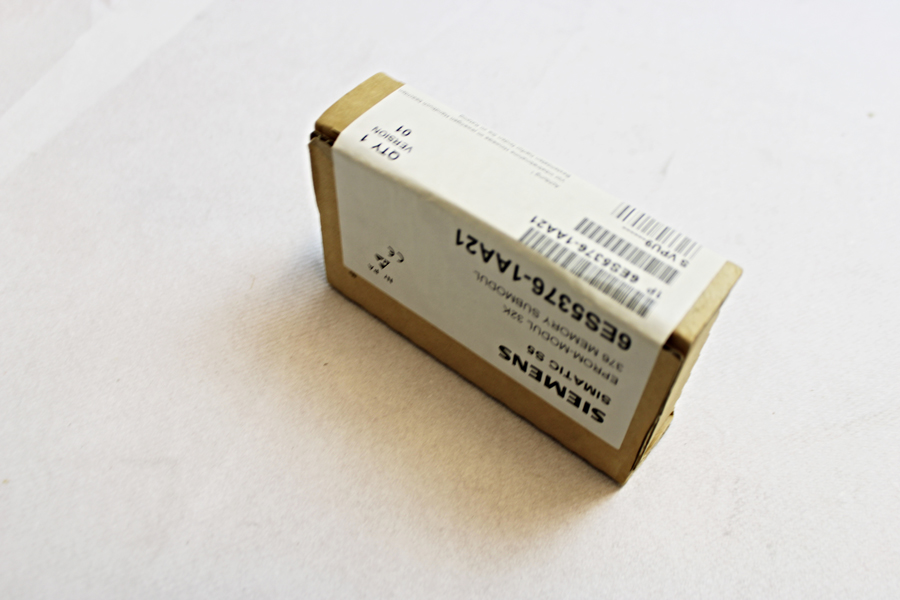 SIEMENS
SIMATIC S5
EPROM-MODUL 32K
376 MEMORY SUBMODUL
6ES5376-1AA21
1P 6ES5376-1AA21
S VPU9
QTY 1
VERSION
01